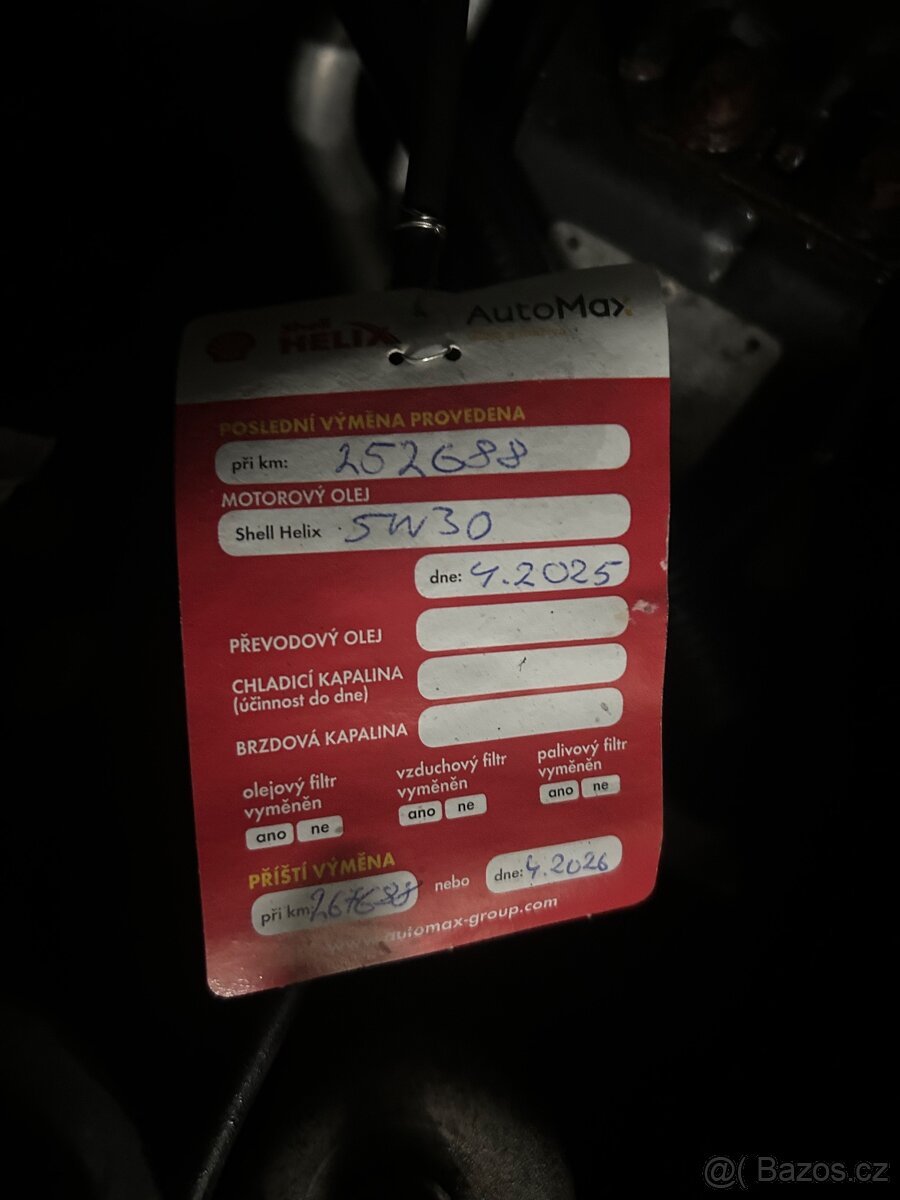 Shell
HELIX
AutoMax
POSLEDNÍ VÝMĚNA PROVEDENA
při km: 252688
MOTOROVÝ OLEJ
Shell Helix 5W30
dne: 4.2025
PŘEVODOVÝ OLEJ
CHLADICÍ KAPALINA
(účinnost do dne)
BRZDOVÁ KAPALINA
olejový filtr
vyměněn
ano ne
vzduchový filtr
vyměněn
ano ne
palivový filtr
vyměněn
ano ne
PŘÍŠTÍ VÝMĚNA
při km: 267688 nebo dne: 4.2026
www.automax-group.com
@( Bazos.cz